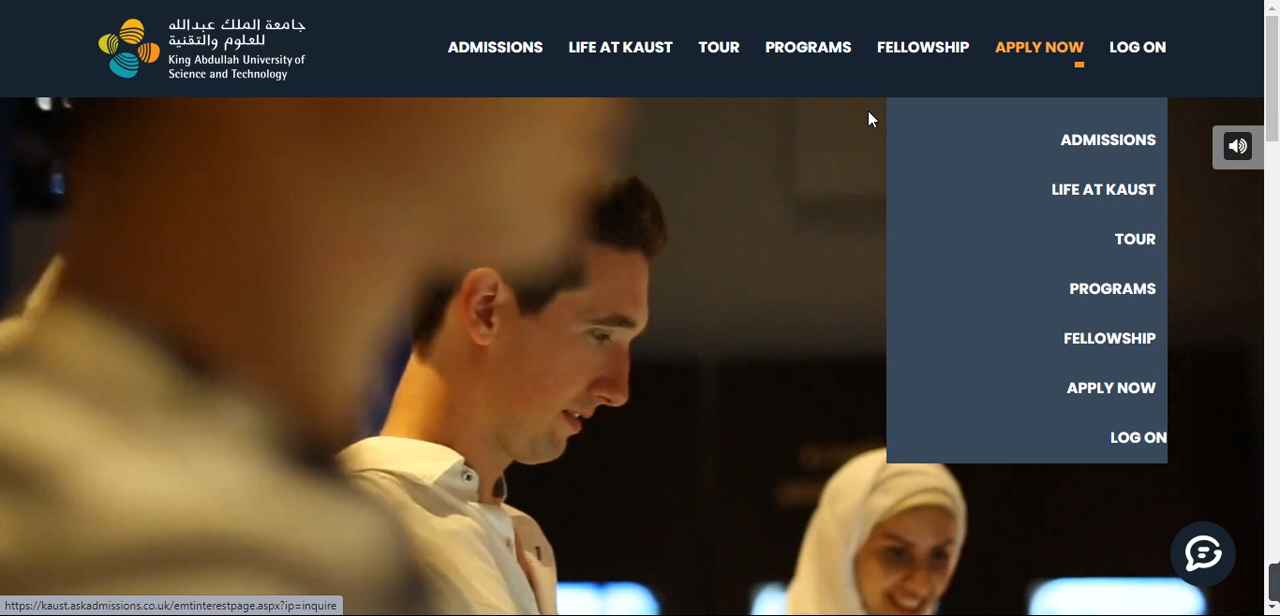 جامعة الملك عبدالله
للعلوم والتقنية
King Abdullah University of
Science and Technology
ADMISSIONS LIFE AT KAUST TOUR PROGRAMS FELLOWSHIP APPLY NOW LOG ON
ADMISSIONS
LIFE AT KAUST
TOUR
PROGRAMS
FELLOWSHIP
APPLY NOW
LOG ON
https://kaust.askadmissions.co.uk/emtinterestpage.aspx?ip=inquire